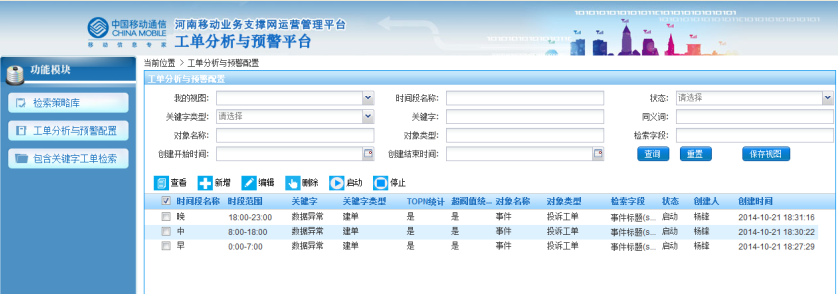 中国移动通信 河南移动业务支撑网运营管理平台
CHINA MOBILE
移动信息专家 工单分析与预警平台
功能模块
检索策略库
工单分析与预警配置
包含关键字工单检索
当前位置 > 工单分析与预警配置
工单分析与预警配置
我的视图: 时间段名称: 状态: 请选择
关键字类型: 请选择 关键字: 同义词:
对象名称: 对象类型: 检索字段:
创建开始时间: 创建结束时间: 查询 重置 保存视图
查看 新增 编辑 删除 启动 停止
时间段名称 时段范围 关键字 关键字类型 TOPN统计 超阀值统... 对象名称 对象类型 检索字段 状态 创建人 创建时间
晚 18:00-23:00 数据异常 建单 是 是 事件 投诉工单 事件标题(s... 启动 2014-10-21 18:31:16
中 8:00-18:00 数据异常 建单 是 是 事件 投诉工单 事件标题(s... 启动 2014-10-21 18:30:22
早 0:00-7:00 数据异常 建单 是 是 事件 投诉工单 事件标题(s... 启动 2014-10-21 18:27:29